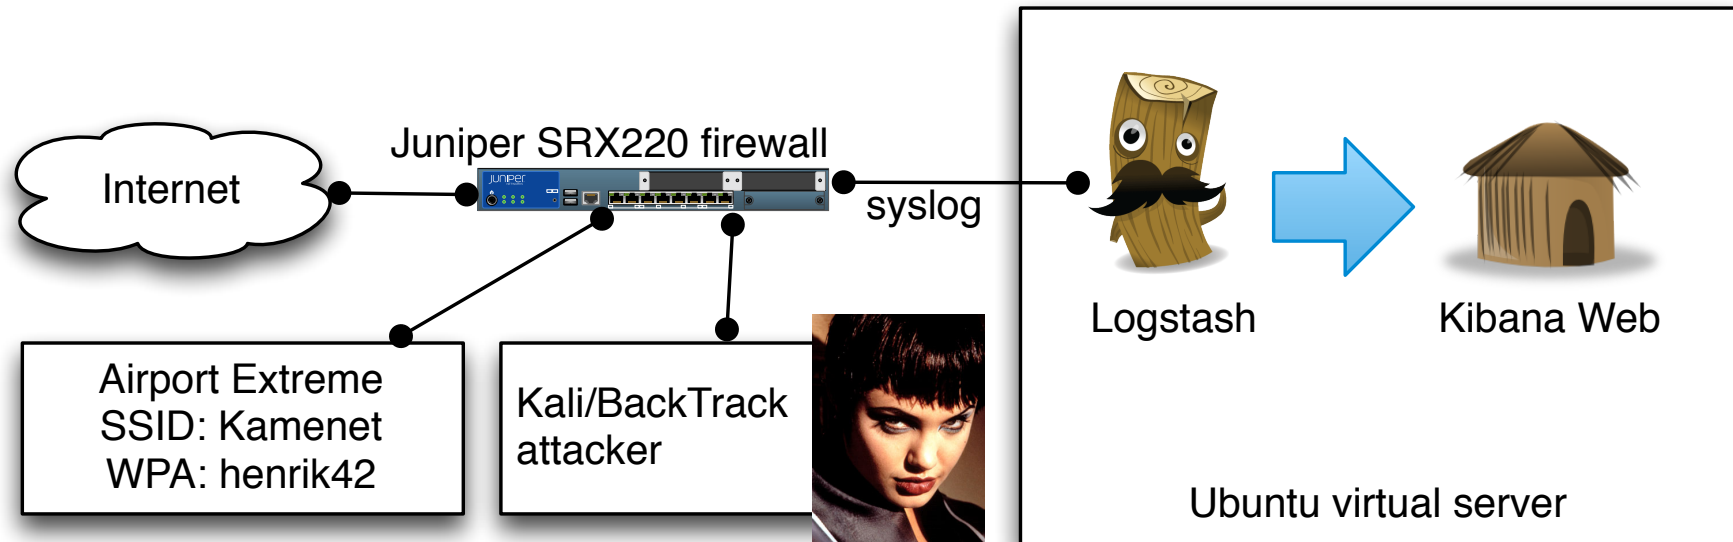 Juniper SRX220 firewall
Internet
JUNIPER
syslog
Logstash
Kibana Web
Airport Extreme
SSID: Kamenet
WPA: henrik42
Kali/BackTrack
attacker
Ubuntu virtual server